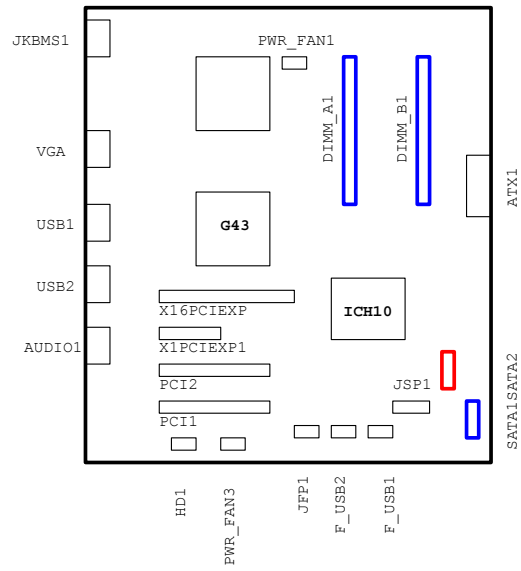 JKBMS1
PWR_FAN1
DIMM_A1
DIMM_B1
VGA
ATX1
USB1
G43
USB2
X16PCIEXP
ICH10
AUDIO1
X1PCIEXP1
PCI2
JSP1
SATA1SATA2
PCI1
HD1
PWR_FAN3
JFP1
F_USB2
F_USB1